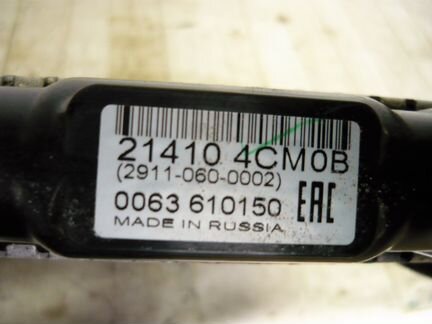 21410 4CM0B
(2911-060-0002)
0063 610150 EAC
MADE IN RUSSIA